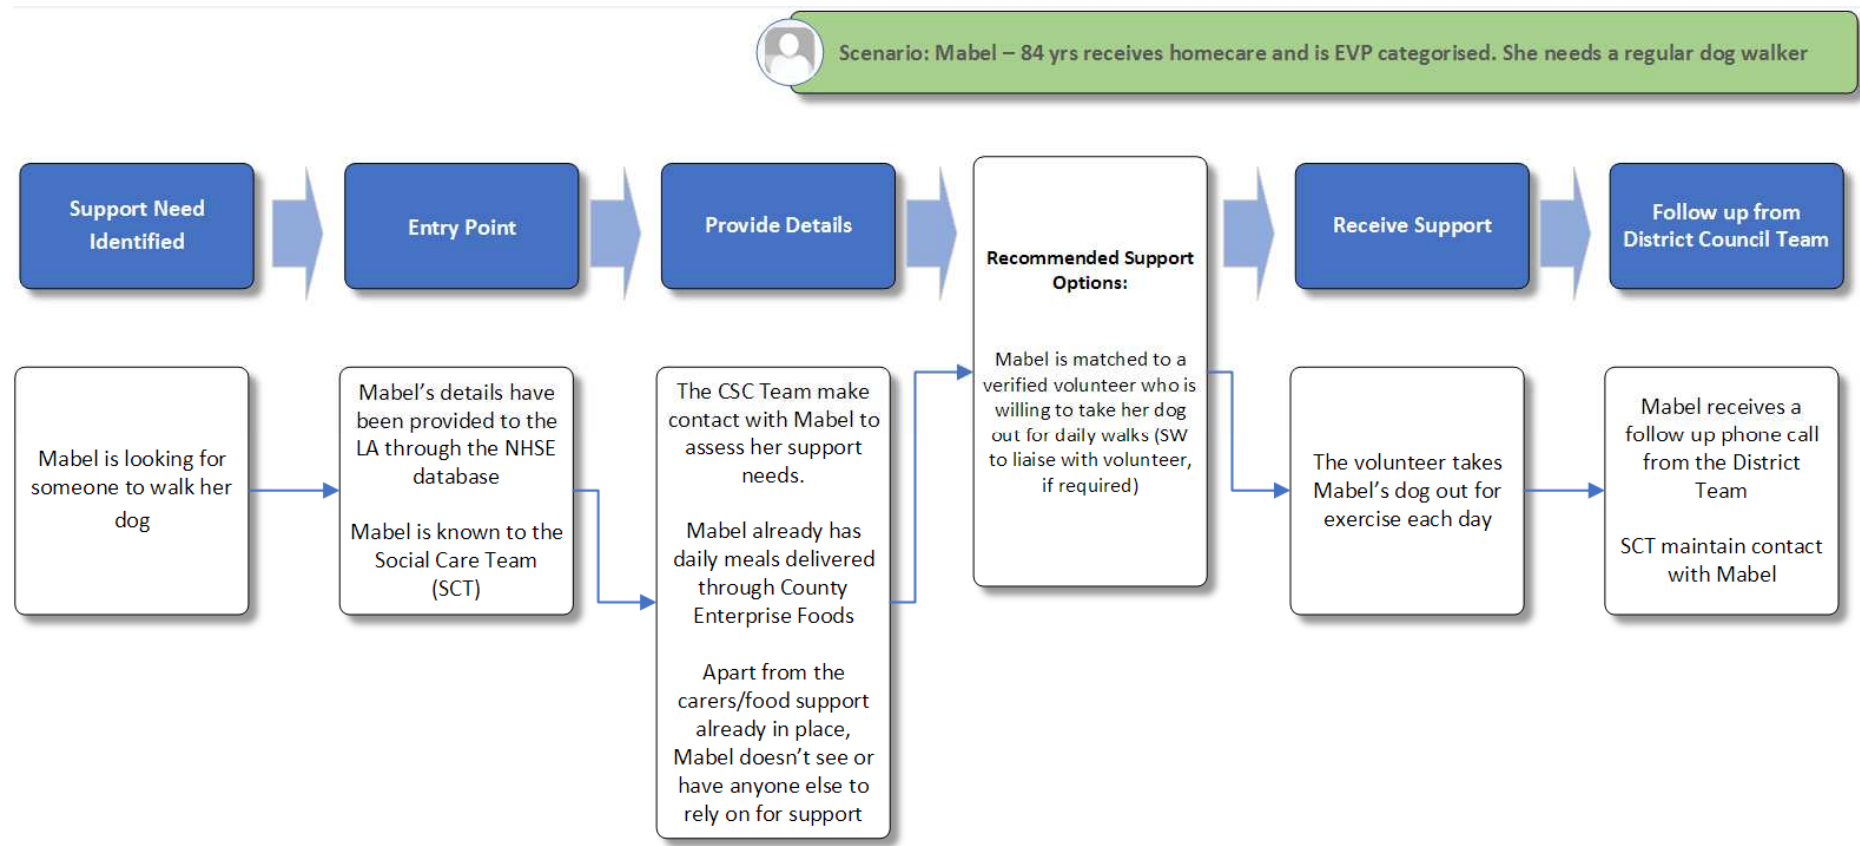 Scenario: Mabel – 84 yrs receives homecare and is EVP categorised. She needs a regular dog walker
Support Need
Identified
Entry Point
Provide Details
Recommended Support
Options:
Mabel is matched to a
verified volunteer who is
willing to take her dog
out for daily walks (SW
to liaise with volunteer,
if required)
Receive Support
Follow up from
District Council Team
Mabel is looking for
someone to walk her
dog
Mabel’s details have
been provided to the
LA through the NHSE
database
Mabel is known to the
Social Care Team
(SCT)
The CSC Team make
contact with Mabel to
assess her support
needs.
Mabel already has
daily meals delivered
through County
Enterprise Foods
Apart from the
carers/food support
already in place,
Mabel doesn’t see or
have anyone else to
rely on for support
The volunteer takes
Mabel’s dog out for
exercise each day
Mabel receives a
follow up phone call
from the District
Team
SCT maintain contact
with Mabel